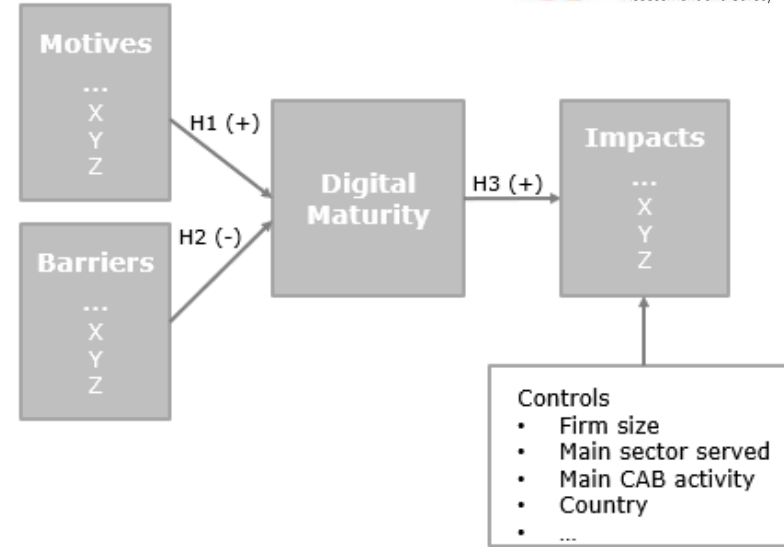 Motives
...
X
Y
Z
H1 (+)
Digital
Maturity
H3 (+)
Impacts
...
X
Y
Z
H2 (-)
Barriers
...
X
Y
Z
Controls
• Firm size
• Main sector served
• Main CAB activity
• Country
• ...